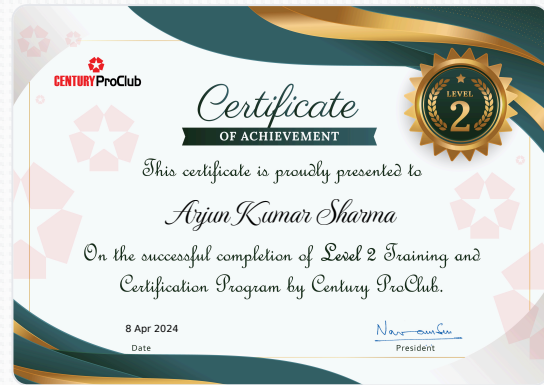 CENTURY ProClub
Certificate
OF ACHIEVEMENT
LEVEL
2
This certificate is proudly presented to
Arjun Kumar Sharma
On the successful completion of Level 2 Training and
Certification Program by Century ProClub.
8 Apr 2024
Date
President